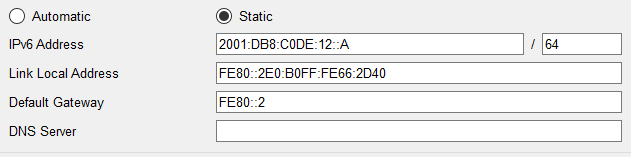 Automatic Static
IPv6 Address 2001:DB8:C0DE:12::A / 64
Link Local Address FE80::2E0:B0FF:FE66:2D40
Default Gateway FE80::2
DNS Server